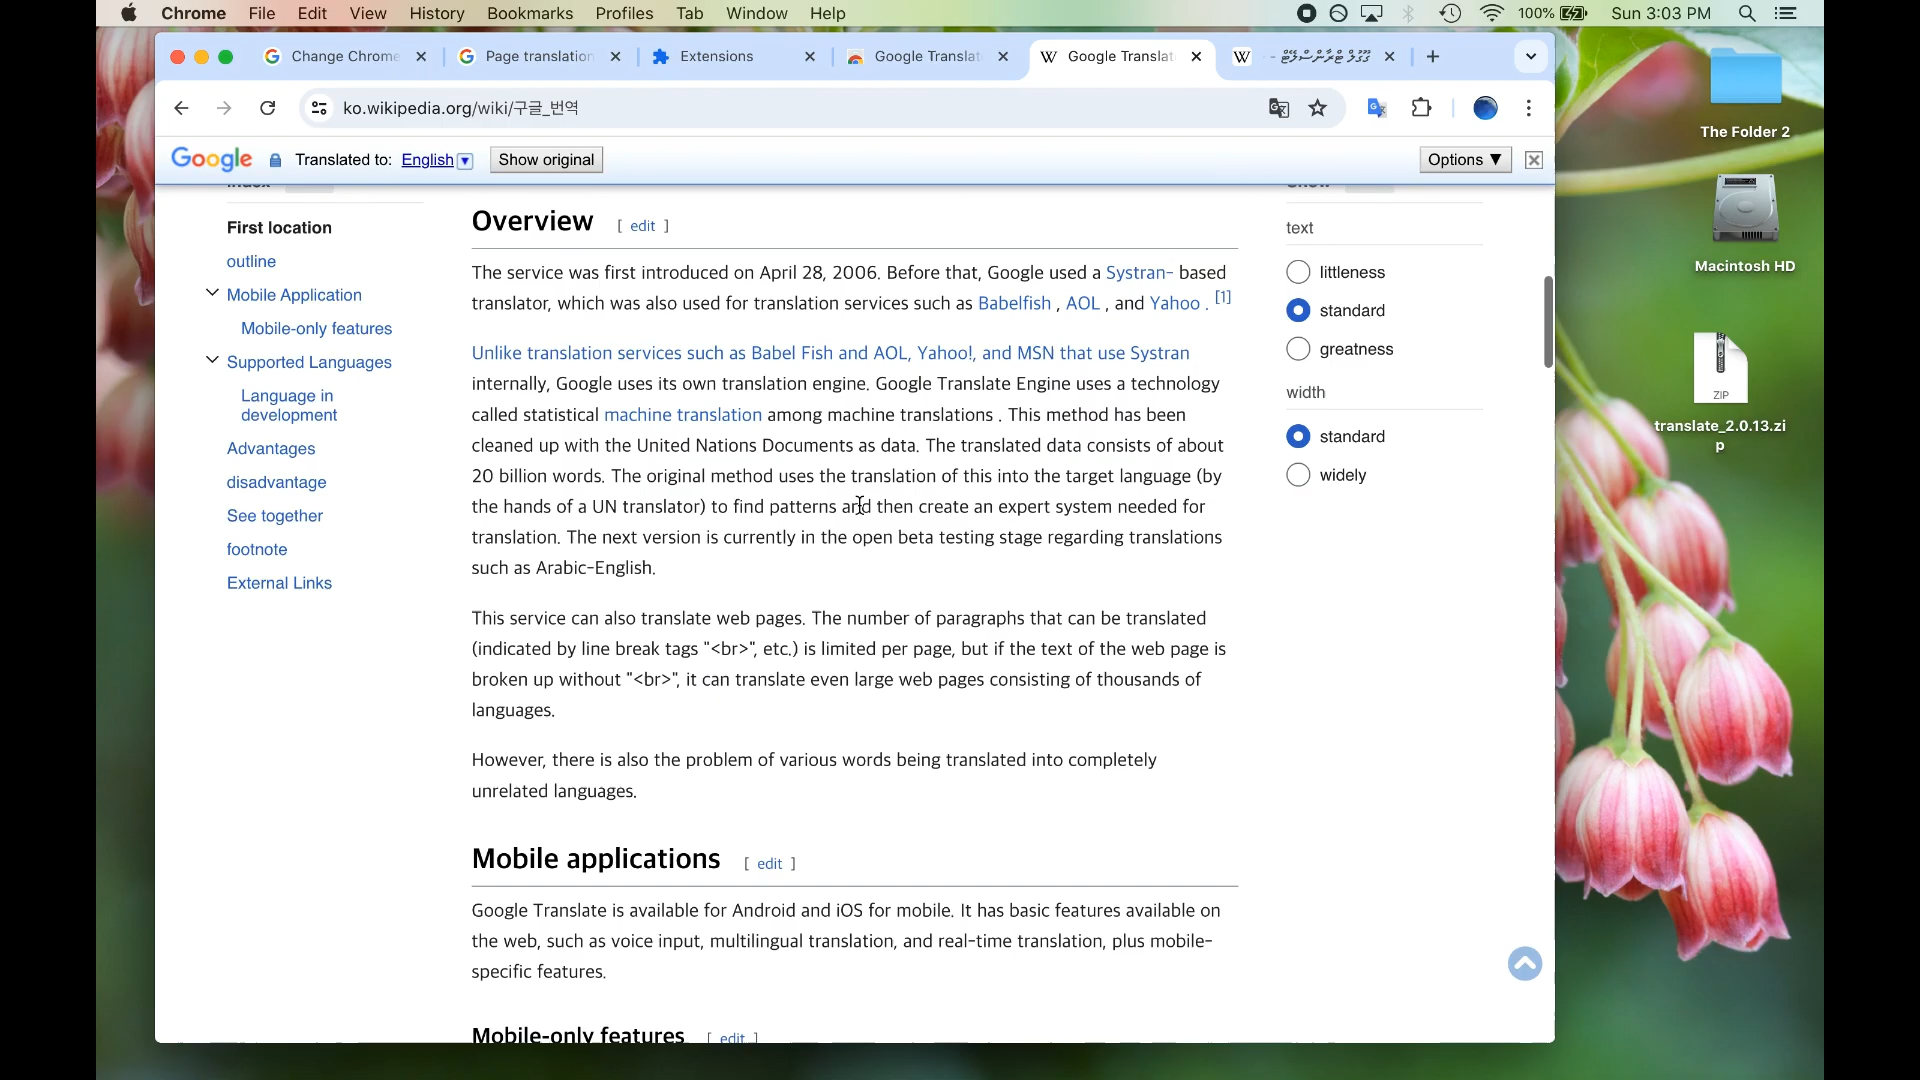 Chrome File Edit View History Bookmarks Profiles Tab Window Help
100% Sun 3:03 PM
Change Chrome
Page translation
Extensions
Google Translat
Google Translat
ko.wikipedia.org/wiki/구글_번역
Google Translated to: English Show original
Options ▼
First location
outline
Mobile Application
Mobile-only features
Supported Languages
Language in
development
Advantages
disadvantage
See together
footnote
External Links
Overview [ edit ]
The service was first introduced on April 28, 2006. Before that, Google used a Systran- based
translator, which was also used for translation services such as Babelfish , AOL , and Yahoo . [1]
Unlike translation services such as Babel Fish and AOL, Yahoo!, and MSN that use Systran
internally, Google uses its own translation engine. Google Translate Engine uses a technology
called statistical machine translation among machine translations . This method has been
cleaned up with the United Nations Documents as data. The translated data consists of about
20 billion words. The original method uses the translation of this into the target language (by
the hands of a UN translator) to find patterns and then create an expert system needed for
translation. The next version is currently in the open beta testing stage regarding translations
such as Arabic-English.
This service can also translate web pages. The number of paragraphs that can be translated
(indicated by line break tags "<br>", etc.) is limited per page, but if the text of the web page is
broken up without "<br>", it can translate even large web pages consisting of thousands of
languages.
However, there is also the problem of various words being translated into completely
unrelated languages.
Mobile applications [ edit ]
Google Translate is available for Android and iOS for mobile. It has basic features available on
the web, such as voice input, multilingual translation, and real-time translation, plus mobile-
specific features.
Mobile-only features [ edit ]
text
littleness
standard
greatness
width
standard
widely
The Folder 2
Macintosh HD
ZIP
translate_2.0.13.zi
p